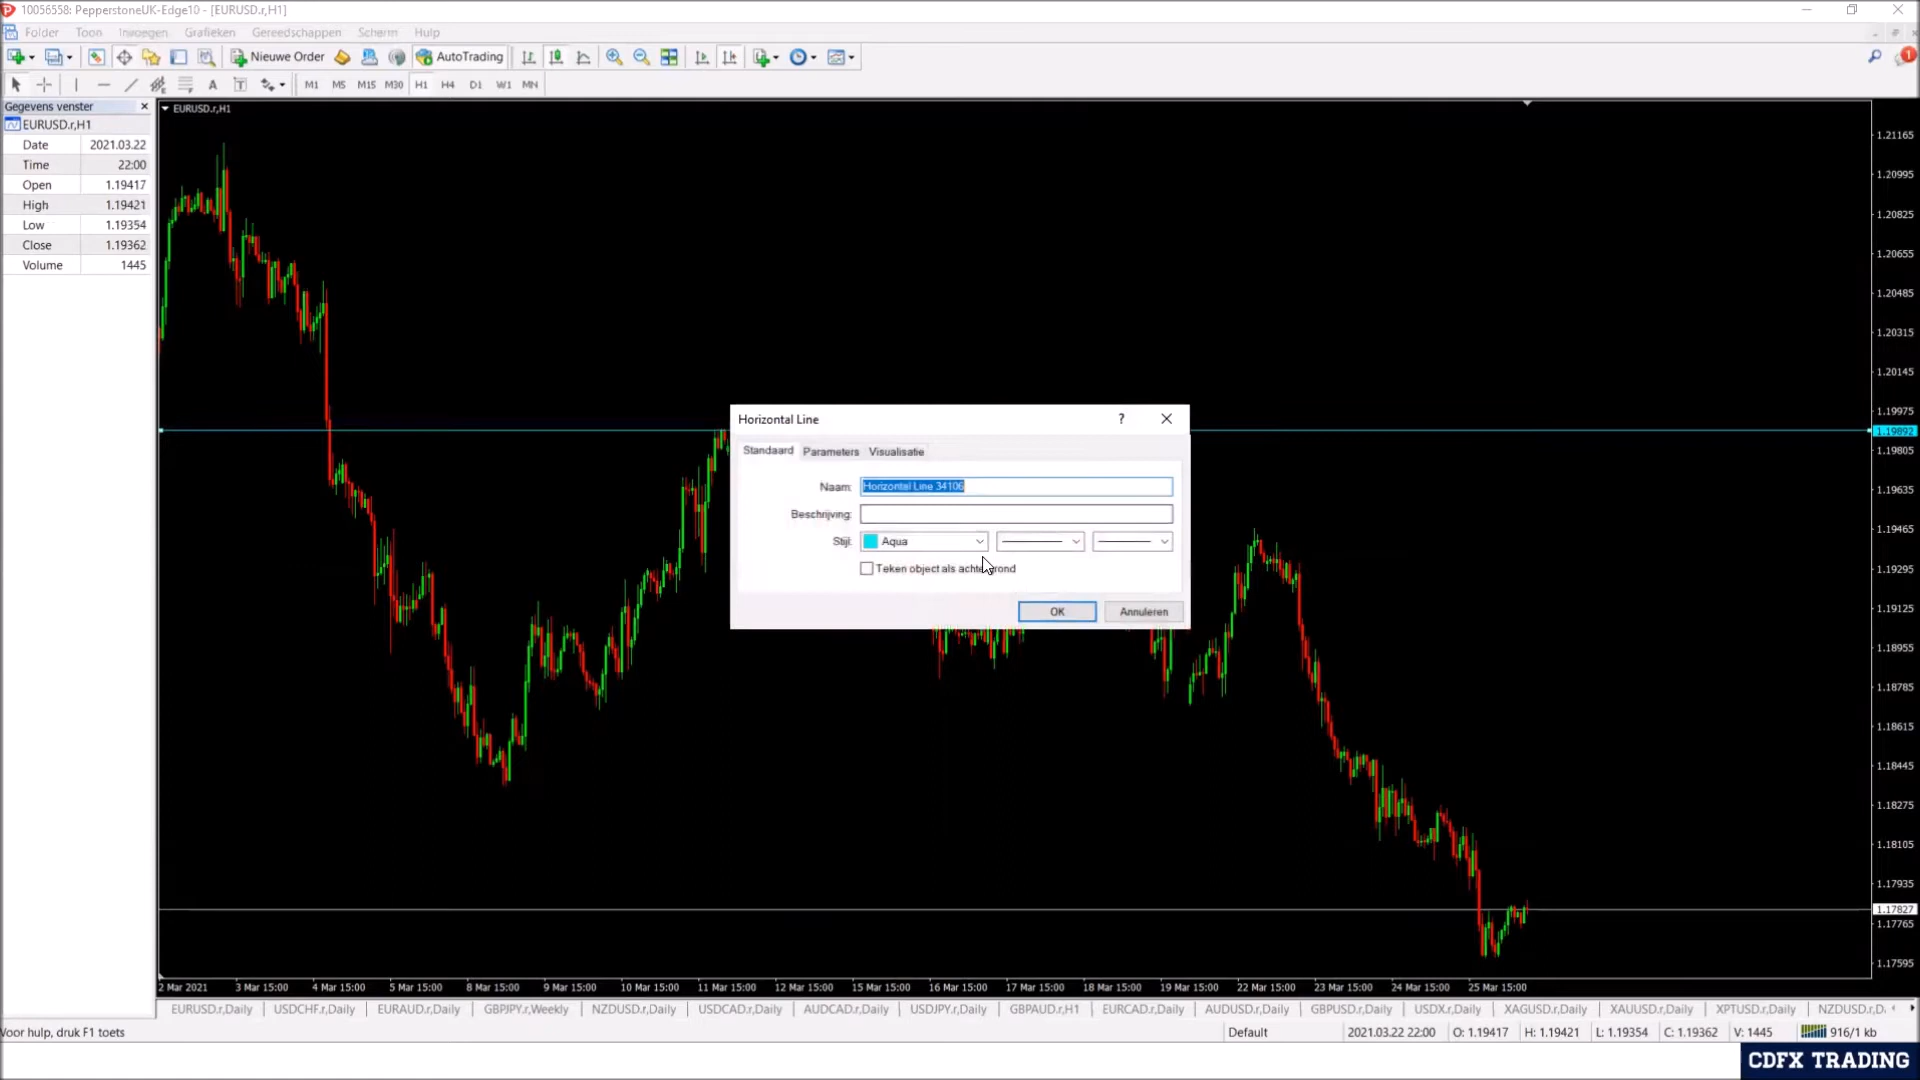 10056558: PepperstoneUK-Edge10 - [EURUSD.r,H1]
Folder Toon Invoegen Grafieken Gereedschappen Scherm Hulp
Nieuwe Order AutoTrading 1
A T M1 M5 M15 M30 H1 H4 D1 W1 MN
Gegevens venster
EURUSD.r,H1
Date 2021.03.22
Time 22:00
Open 1.19417
High 1.19421
Low 1.19354
Close 1.19362
Volume 1445
EURUSD.r,H1
1.21165
1.20995
1.20825
1.20655
1.20485
1.20315
1.20145
1.19975
1.19892
1.19805
1.19635
1.19465
1.19295
1.19125
1.18955
1.18785
1.18615
1.18445
1.18275
1.18105
1.17935
1.17827
1.17765
1.17595
Horizontal Line ?
Standaard Parameters Visualisatie
Naam: Horizontal Line 34106
Beschrijving:
Stijl: Aqua
Teken object als achtergrond
OK Annuleren
2 Mar 2021 3 Mar 15:00 4 Mar 15:00 5 Mar 15:00 8 Mar 15:00 9 Mar 15:00 10 Mar 15:00 11 Mar 15:00 12 Mar 15:00 15 Mar 15:00 16 Mar 15:00 17 Mar 15:00 18 Mar 15:00 19 Mar 15:00 22 Mar 15:00 23 Mar 15:00 24 Mar 15:00 25 Mar 15:00
EURUSD.r,Daily USDCHF.r,Daily EURAUD.r,Daily GBPJPY.r,Weekly NZDUSD.r,Daily USDCAD.r,Daily AUDCAD.r,Daily USDJPY.r,Daily GBPAUD.r,H1 EURCAD.r,Daily AUDUSD.r,Daily GBPUSD.r,Daily USDX.r,Daily XAGUSD.r,Daily XAUUSD.r,Daily XPTUSD.r,Daily NZDUSD.r,D
Voor hulp, druk F1 toets Default 2021.03.22 22:00 O: 1.19417 H: 1.19421 L: 1.19354 C: 1.19362 V: 1445 916/1 kb
CDFX TRADING